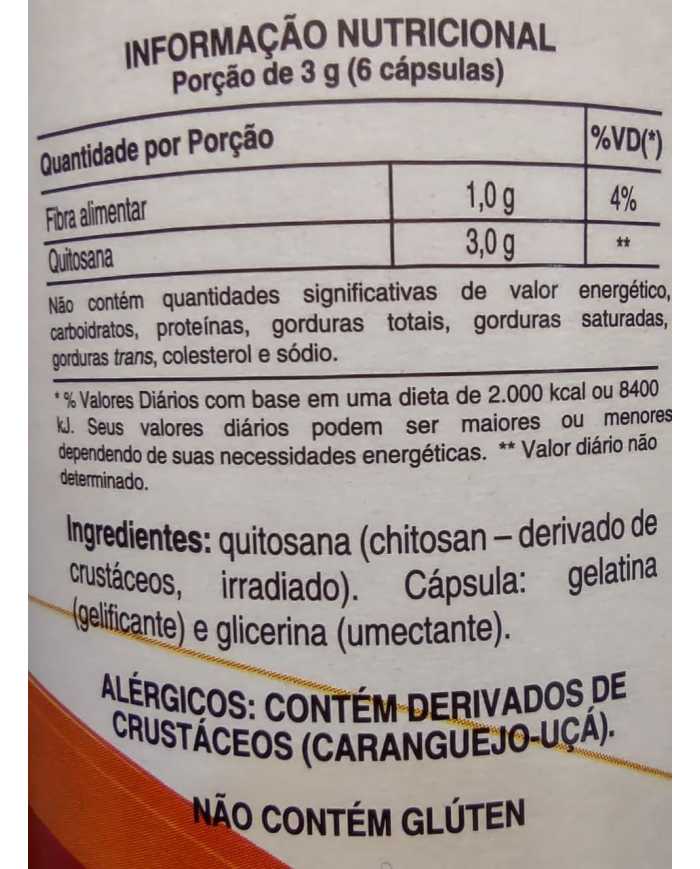 INFORMAÇÃO NUTRICIONAL
Porção de 3 g (6 cápsulas)
Quantidade por Porção %VD(*)
Fibra alimentar 1,0 g 4%
Quitosana 3,0 g **
Não contém quantidades significativas de valor energético,
carboidratos, proteínas, gorduras totais, gorduras saturadas,
gorduras trans, colesterol e sódio.
* % Valores Diários com base em uma dieta de 2.000 kcal ou 8400
kJ. Seus valores diários podem ser maiores ou menores
dependendo de suas necessidades energéticas. ** Valor diário não
determinado.
Ingredientes: quitosana (chitosan – derivado de
crustáceos, irradiado). Cápsula: gelatina
(gelificante) e glicerina (umectante).
ALÉRGICOS: CONTÉM DERIVADOS DE
CRUSTÁCEOS (CARANGUEJO-UÇÁ).
NÃO CONTÉM GLÚTEN